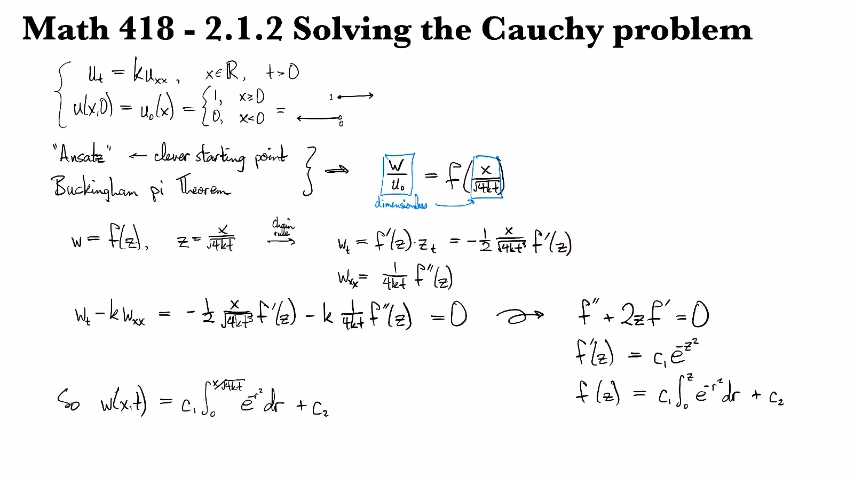 Math 418 - 2.1.2 Solving the Cauchy problem
{ u_t = k u_xx , x ∈ ℝ, t > 0
u(x,0) = u_0(x) = { 1, x ≥ 0
0, x < 0 = 1 0
"Ansatz" ← clever starting point
Buckingham pi Theorem } ⟹ w/u_0 = f( x/√4kt )
dimensionless
w = f(z), z = x/√4kt chain rule → w_t = f'(z)·z_t = -1/2 x/√4kt³ f'(z)
w_xx = 1/4kt f''(z)
w_t - k w_xx = -1/2 x/√4kt³ f'(z) - k 1/4kt f''(z) = 0 → f'' + 2z f' = 0
f'(z) = c_1 e^{-z²}
f(z) = c_1 ∫_0^z e^{-r²} dr + c_2
So w(x,t) = c_1 ∫_0^{x/√4kt} e^{-r²} dr + c_2